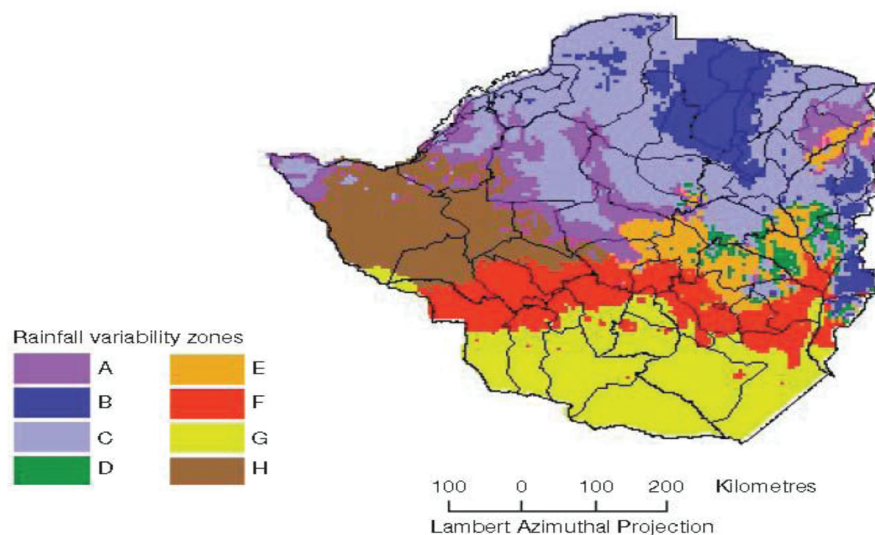 Rainfall variability zones
A E
B F
C G
D H
100 0 100 200 Kilometres
Lambert Azimuthal Projection